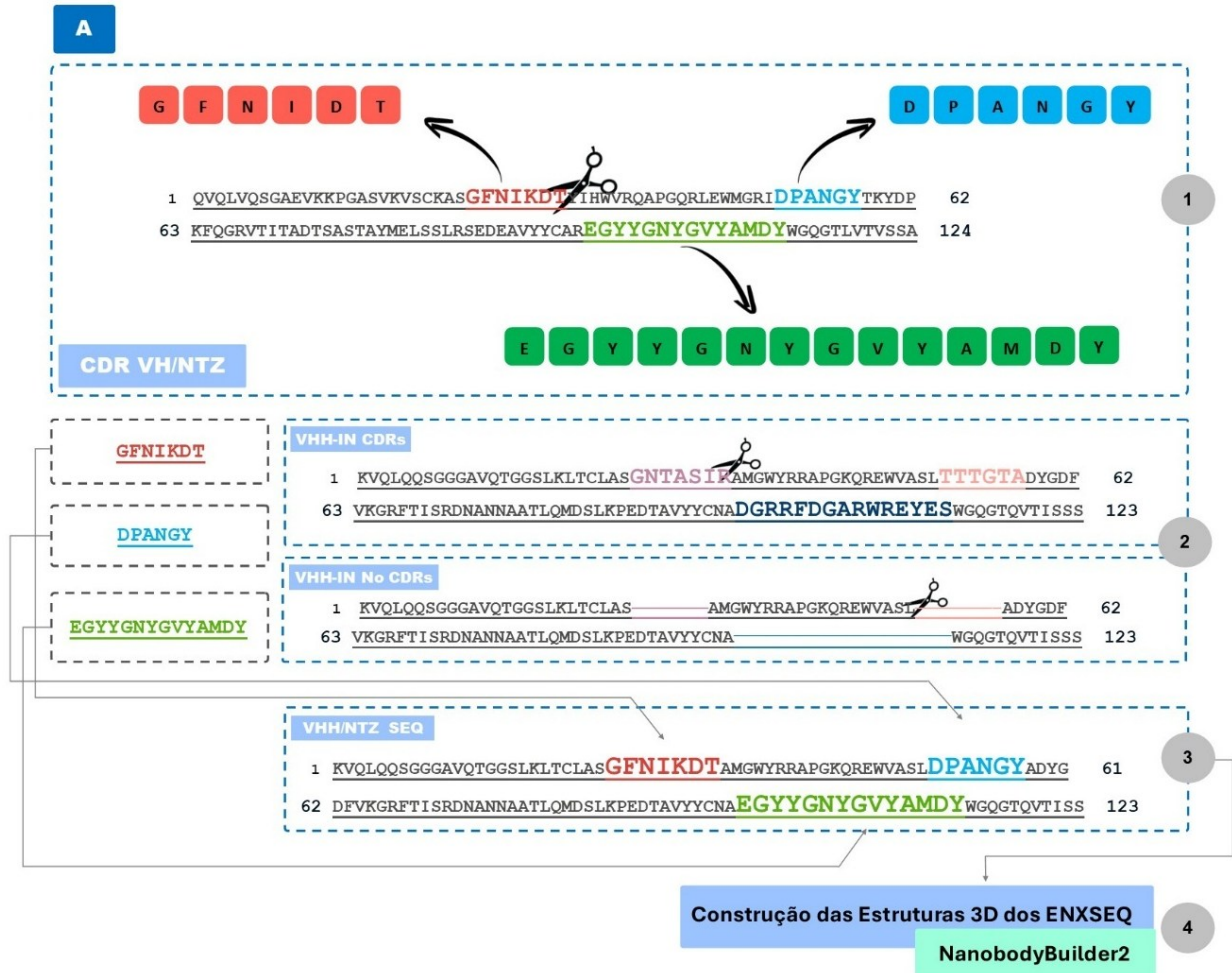 A
G F N I D T
D P A N G Y
1 QVQLVQSGAEVKKPGASVKVSCKASGFNIKDTYIHWVRQAPGQRLEWMGRIDPANGYTKYDP 62
63 KFQGRVTITADTSASTAYMELSSLRSEDEAVYYCAREGYYGNYGVYAMDYWGQGTLVTVSSA 124
1
E G Y Y G N Y G V Y A M D Y
CDR VH/NTZ
GFNIKDT
DPANGY
EGYYGNYGVYAMDY
VHH-IN CDRs
1 KVQLQQSGGGAVQTGGSLKLTCLASGNTASIRAMGWYRRAPGKQREWVASLTTTGTADYGDF 62
63 VKGRFTISRDNANNAATLQMDSLKPEDTAVYYCNADGRRFDGARWREYESWGQGTQVTISSS 123
2
VHH-IN No CDRs
1 KVQLQQSGGGAVQTGGSLKLTCLAS AMGWYRRAPGKQREWVASL ADYGDF 62
63 VKGRFTISRDNANNAATLQMDSLKPEDTAVYYCNA WGQGTQVTISSS 123
VHH/NTZ SEQ
1 KVQLQQSGGGAVQTGGSLKLTCLASGFNIKDTAMGWYRRAPGKQREWVASLDPANGYADYG 61
62 DFVKGRFTISRDNANNAATLQMDSLKPEDTAVYYCNAEGYYGNYGVYAMDYWGQGTQVTISS 123
3
Construção das Estruturas 3D dos ENXSEQ
NanobodyBuilder2
4